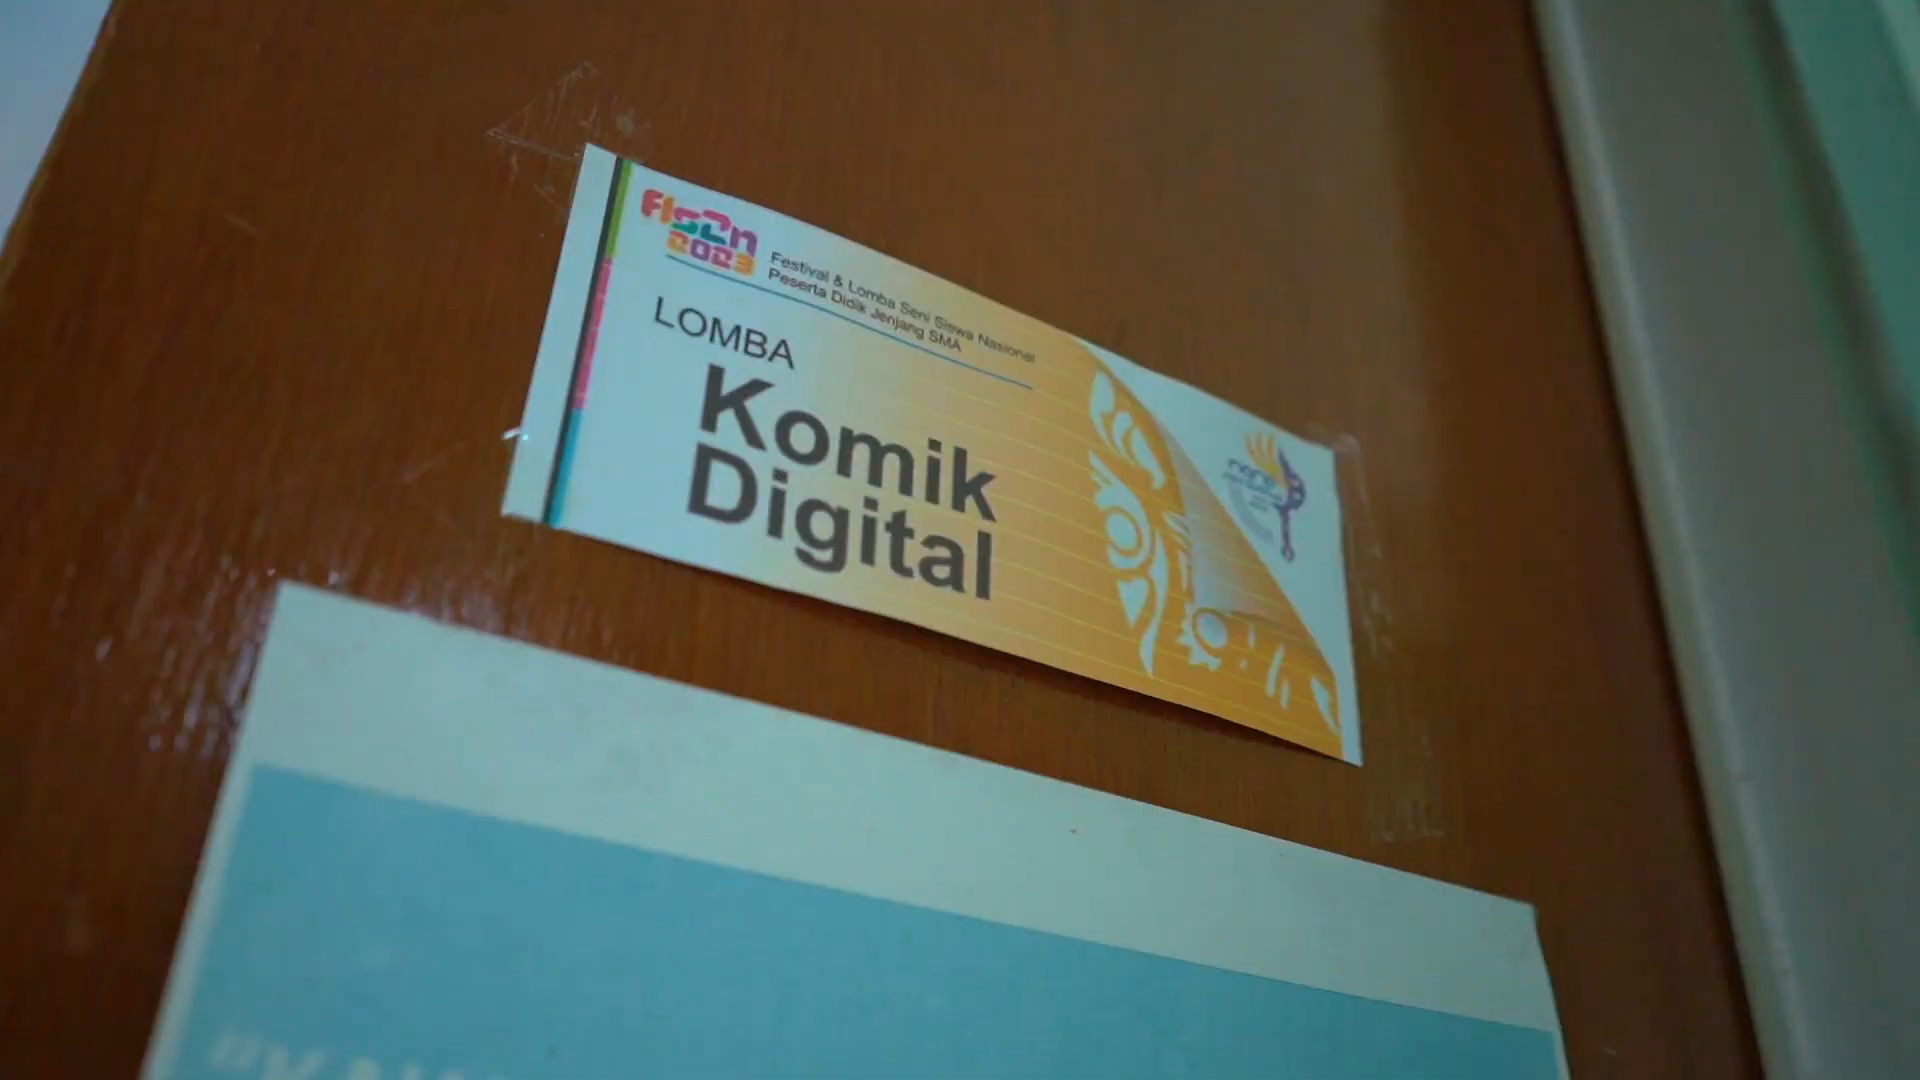 FLS2n
2023
Festival & Lomba Seni Siswa Nasional
Peserta Didik Jenjang SMA
LOMBA
Komik
Digital